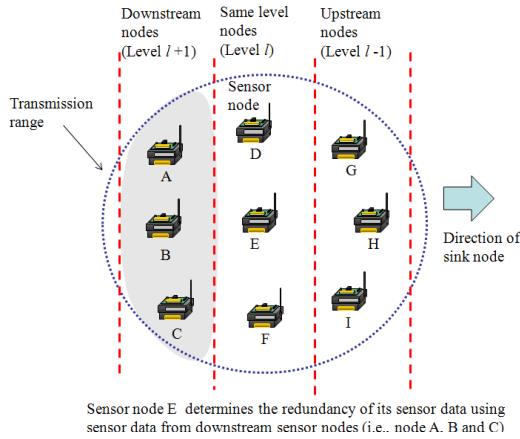 Downstream nodes (Level l +1)
Same level nodes (Level l)
Upstream nodes (Level l -1)
Transmission range
Sensor node
A
B
C
D
E
F
G
H
I
Direction of sink node
Sensor node E determines the redundancy of its sensor data using
sensor data from downstream sensor nodes (i.e., node A, B and C)